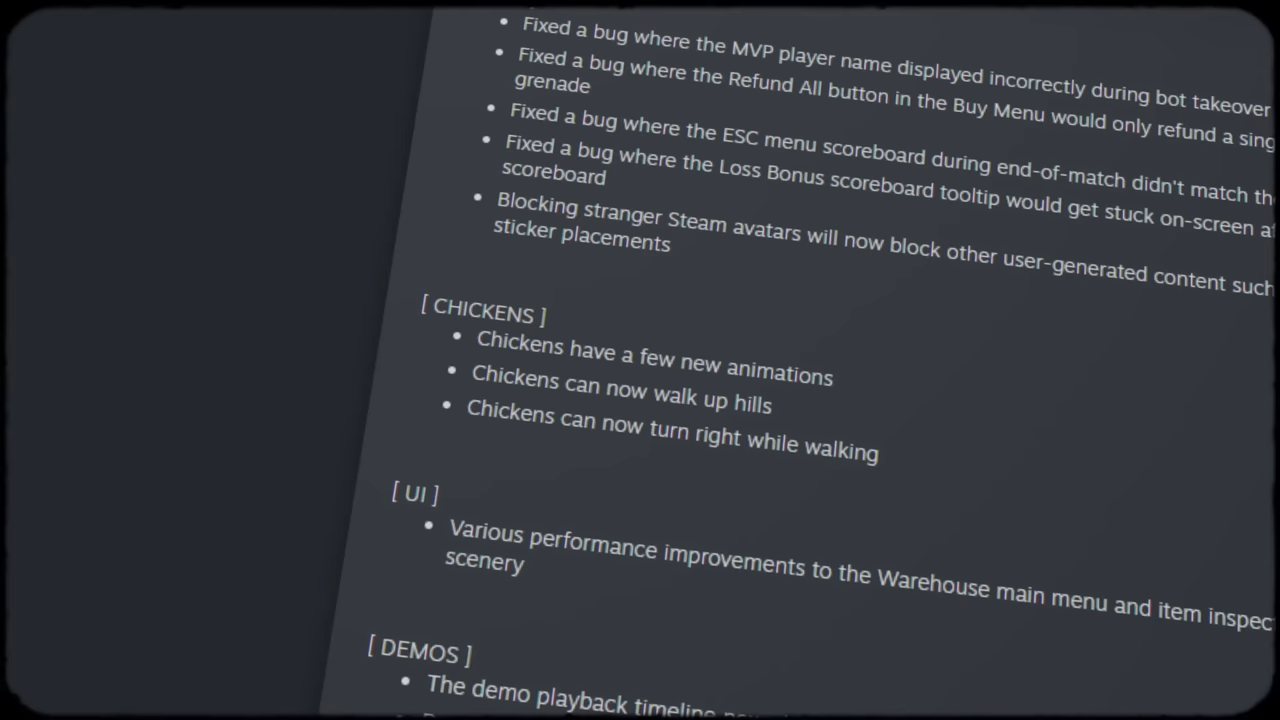 Fixed a bug where the MVP player name displayed incorrectly during bot takeover
Fixed a bug where the Refund All button in the Buy Menu would only refund a
grenade
Fixed a bug where the ESC menu scoreboard during end-of-match didn't match
Fixed a bug where the Loss Bonus scoreboard tooltip would get stuck on-screen
scoreboard
Blocking stranger Steam avatars will now block other user-generated content such
sticker placements
[ CHICKENS ]
Chickens have a few new animations
Chickens can now walk up hills
Chickens can now turn right while walking
[ UI ]
Various performance improvements to the Warehouse main menu and item
scenery
[ DEMOS ]
The demo playback timeline